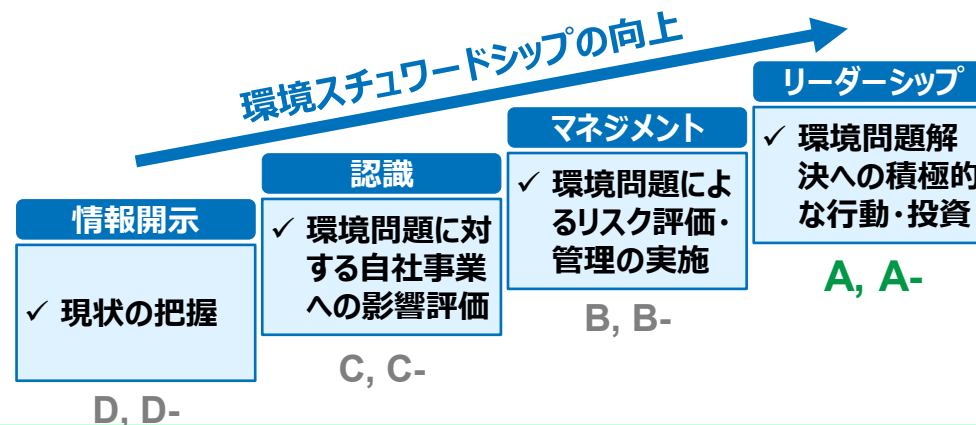 環境スチュワードシップの向上
情報開示
✓ 現状の把握
D, D-
認識
✓ 環境問題に対
する自社事業
への影響評価
C, C-
マネジメント
✓ 環境問題によ
るリスク評価・
管理の実施
B, B-
リーダーシップ
✓ 環境問題解
決への積極的
な行動・投資
A, A-